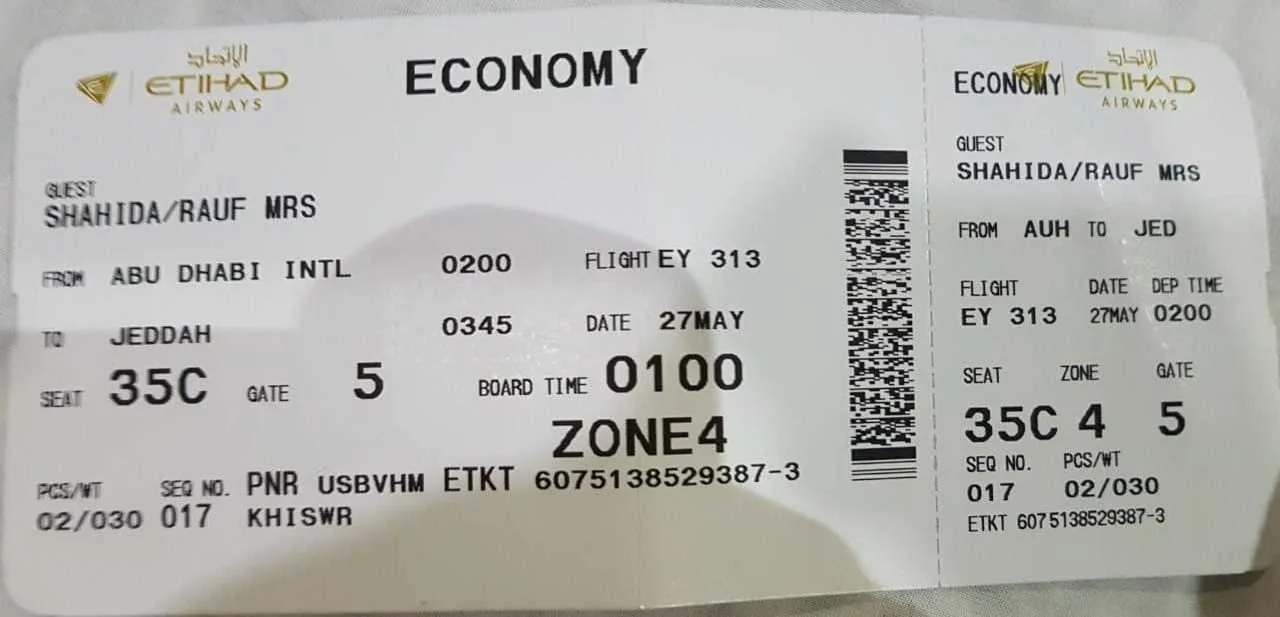 الإتحاد
ETIHAD
AIRWAYS
ECONOMY
GUEST
SHAHIDA/RAUF MRS
FROM ABU DHABI INTL 0200 FLIGHT EY 313
TO JEDDAH 0345 DATE 27MAY
SEAT 35C GATE 5 BOARD TIME 0100
ZONE4
PCS/WT SEQ NO. PNR USBVHM ETKT 6075138529387-3
02/030 017 KHISWR
الإتحاد
ECONOMY ETIHAD
AIRWAYS
GUEST
SHAHIDA/RAUF MRS
FROM AUH TO JED
FLIGHT DATE DEP TIME
EY 313 27MAY 0200
SEAT ZONE GATE
35C 4 5
SEQ NO. PCS/WT
017 02/030
ETKT 6075138529387-3